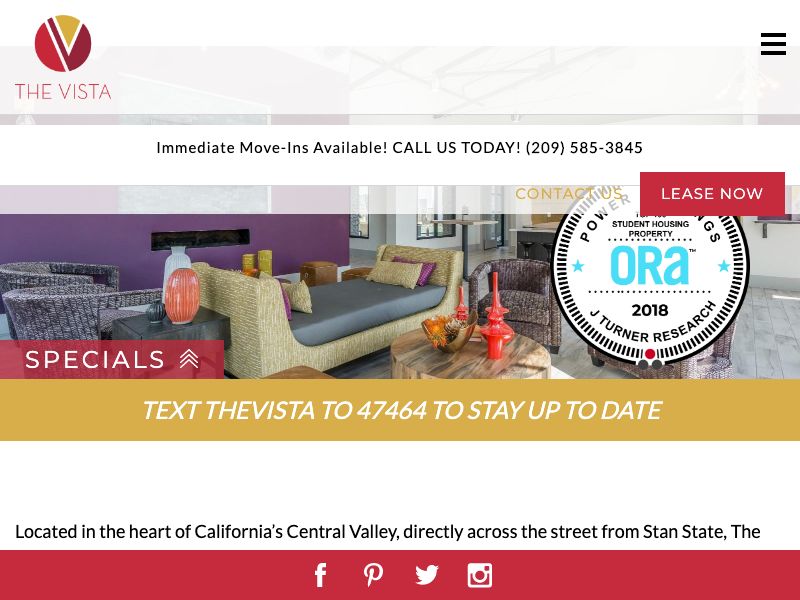 THE VISTA
Immediate Move-Ins Available! CALL US TODAY! (209) 585-3845
CONTACT US
LEASE NOW
POWER
STUDENT HOUSING
PROPERTY
ORA™
2018
J TURNER RESEARCH
SPECIALS
TEXT THEVISTA TO 47464 TO STAY UP TO DATE
Located in the heart of California’s Central Valley, directly across the street from Stan State, The